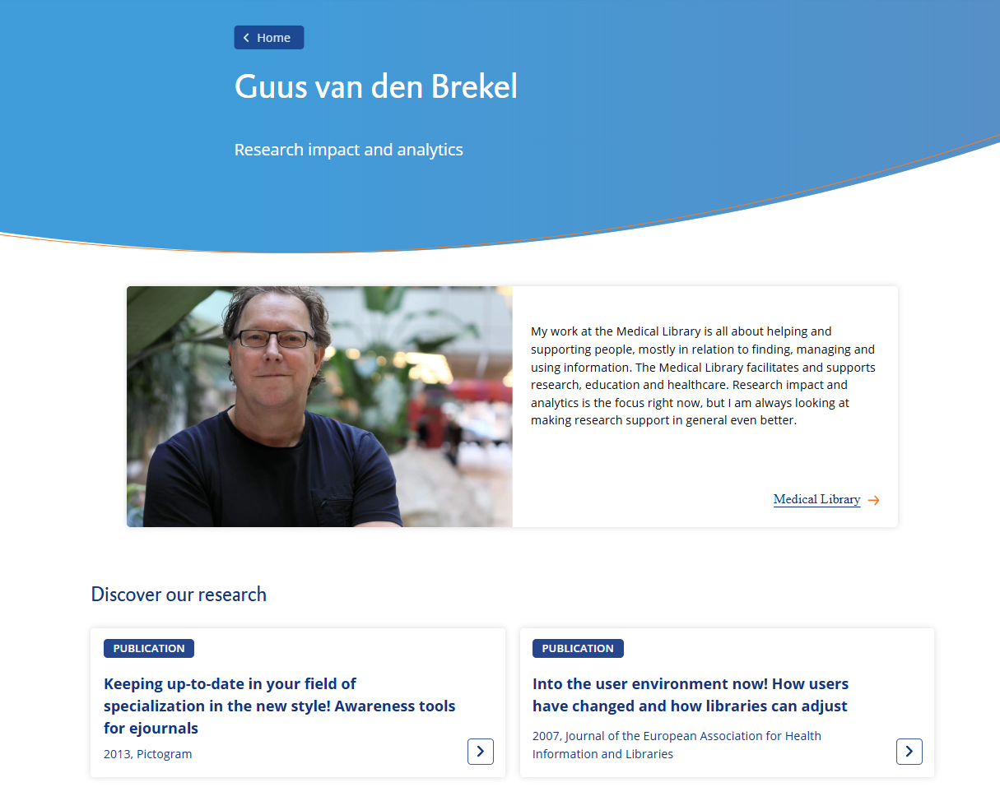 Home
Guus van den Brekel
Research impact and analytics
My work at the Medical Library is all about helping and
supporting people, mostly in relation to finding, managing and
using information. The Medical Library facilitates and supports
research, education and healthcare. Research impact and
analytics is the focus right now, but I am always looking at
making research support in general even better.
Medical Library
Discover our research
PUBLICATION
Keeping up-to-date in your field of
specialization in the new style! Awareness tools
for ejournals
2013, Pictogram
PUBLICATION
Into the user environment now! How users
have changed and how libraries can adjust
2007, Journal of the European Association for Health
Information and Libraries